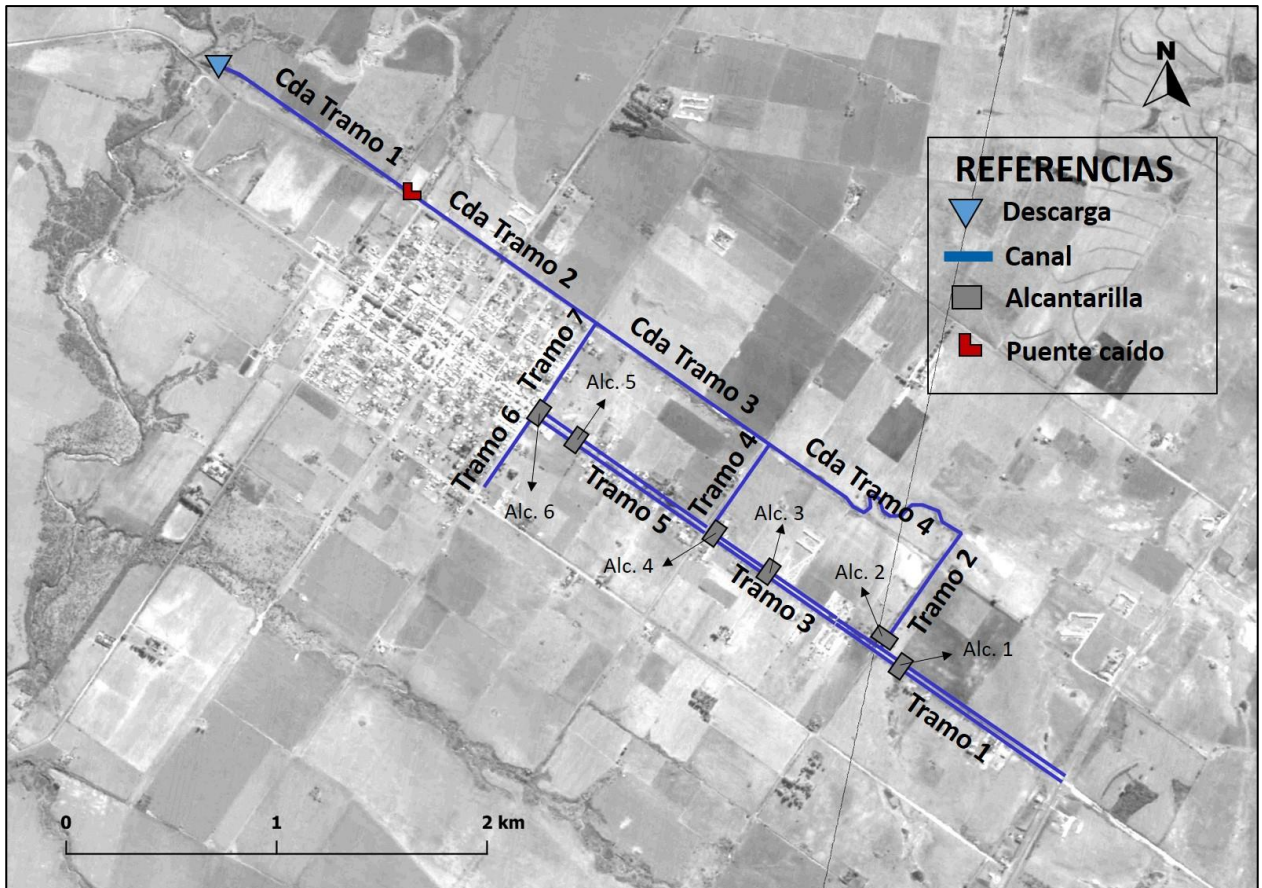 N
Cda Tramo 1
REFERENCIAS
Descarga
Canal
Alcantarilla
Puente caído
Cda Tramo 2
Cda Tramo 3
Tramo 7
Alc. 5
Tramo 6
Tramo 4
Cda Tramo 4
Tramo 5
Alc. 6
Alc. 3
Alc. 4
Alc. 2
Tramo 2
Tramo 3
Alc. 1
Tramo 1
0 1 2 km